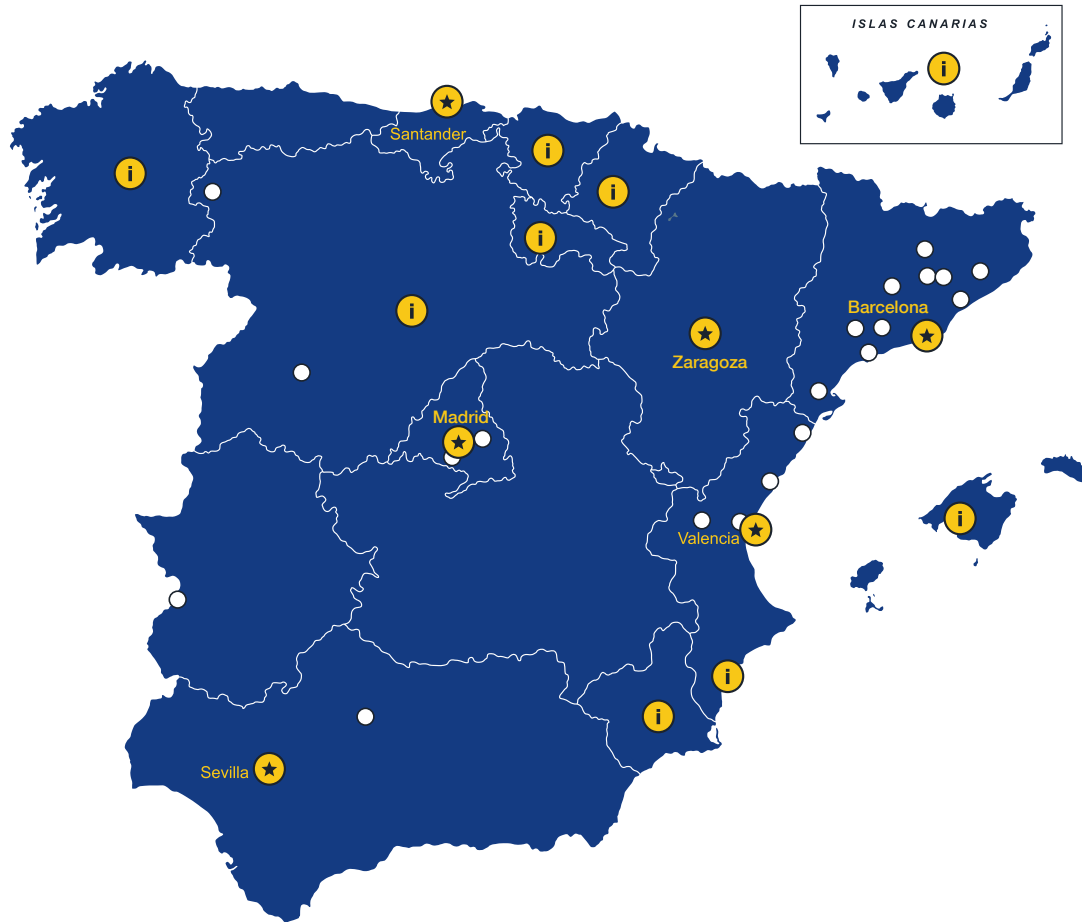 ISLAS CANARIAS
i
Santander
i
i
i
i
i
Barcelona
Zaragoza
Madrid
i
Valencia
i
i
Sevilla